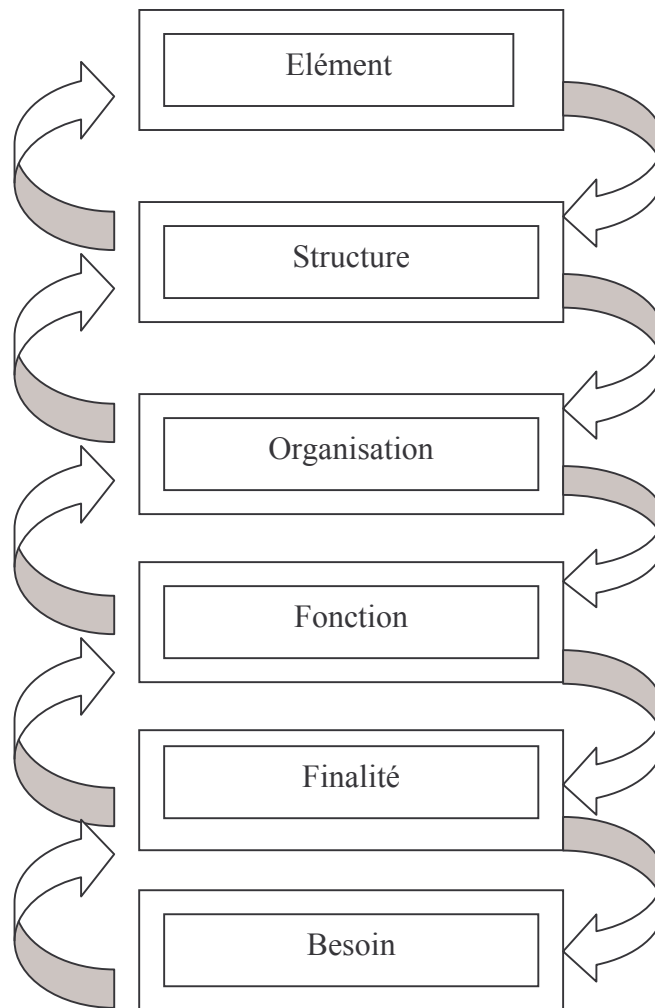 Elément
Structure
Organisation
Fonction
Finalité
Besoin